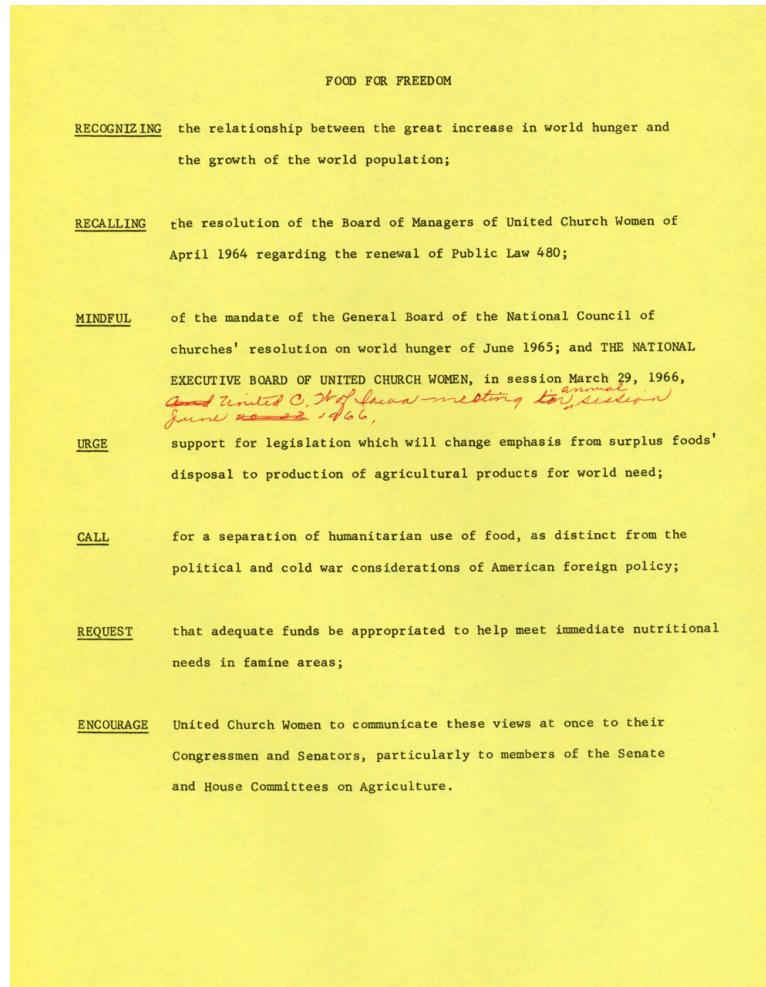 FOOD FOR FREEDOM
RECOGNIZING the relationship between the great increase in world hunger and
the growth of the world population;
RECALLING the resolution of the Board of Managers of United Church Women of
April 1964 regarding the renewal of Public Law 480;
MINDFUL of the mandate of the General Board of the National Council of
churches' resolution on world hunger of June 1965; and THE NATIONAL
EXECUTIVE BOARD OF UNITED CHURCH WOMEN, in session March 29, 1966,
annual
and United C. W of Iowa meeting for session
June 20-22 1966,
URGE support for legislation which will change emphasis from surplus foods'
disposal to production of agricultural products for world need;
CALL for a separation of humanitarian use of food, as distinct from the
political and cold war considerations of American foreign policy;
REQUEST that adequate funds be appropriated to help meet immediate nutritional
needs in famine areas;
ENCOURAGE United Church Women to communicate these views at once to their
Congressmen and Senators, particularly to members of the Senate
and House Committees on Agriculture.